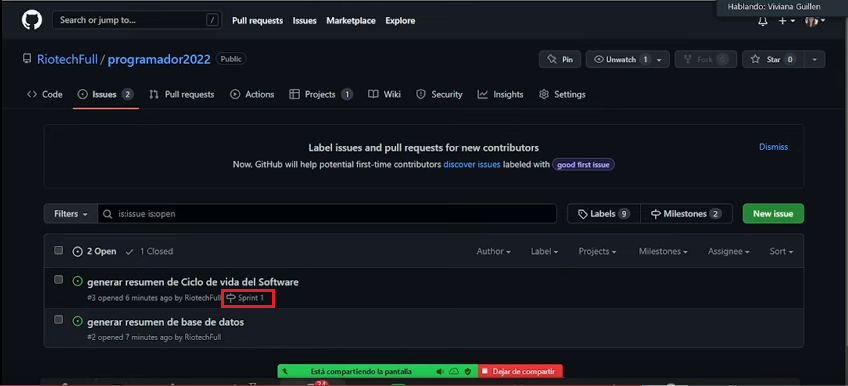 Hablando: Viviana Guillen
Search or jump to... /
Pull requests Issues Marketplace Explore
RiotechFull / programador2022 Public
Pin Unwatch 1 Fork 0 Star 0
Code Issues 2 Pull requests Actions Projects 1 Wiki Security Insights Settings
Label issues and pull requests for new contributors
Dismiss
Now, GitHub will help potential first-time contributors discover issues labeled with good first issue
Filters is:issue is:open Labels 9 Milestones 2 New issue
2 Open 1 Closed Author Label Projects Milestones Assignee Sort
generar resumen de Ciclo de vida del Software
#3 opened 6 minutes ago by RiotechFull Sprint 1
generar resumen de base de datos
#2 opened 7 minutes ago by RiotechFull
Está compartiendo la pantalla Dejar de compartir
24